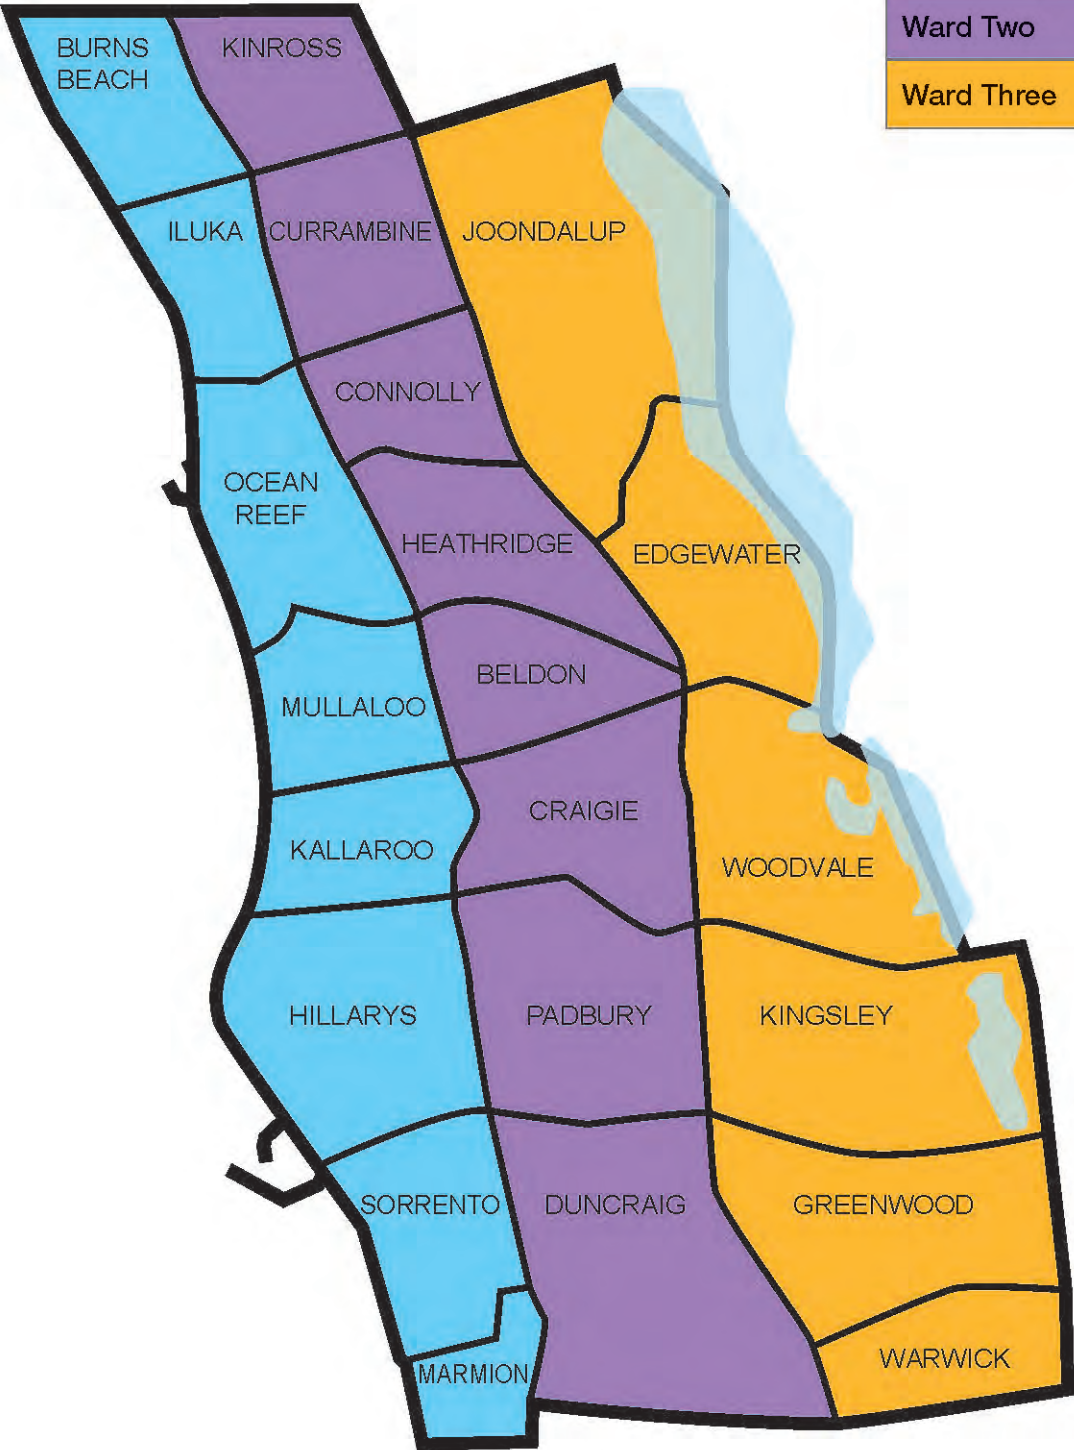 Ward Two
Ward Three
BURNS
BEACH
KINROSS
ILUKA
CURRAMBINE
JOONDALUP
CONNOLLY
OCEAN
REEF
HEATHRIDGE
EDGEWATER
BELDON
MULLALOO
CRAIGIE
KALLAROO
WOODVALE
HILLARYS
PADBURY
KINGSLEY
SORRENTO
DUNCRAIG
GREENWOOD
MARMION
WARWICK